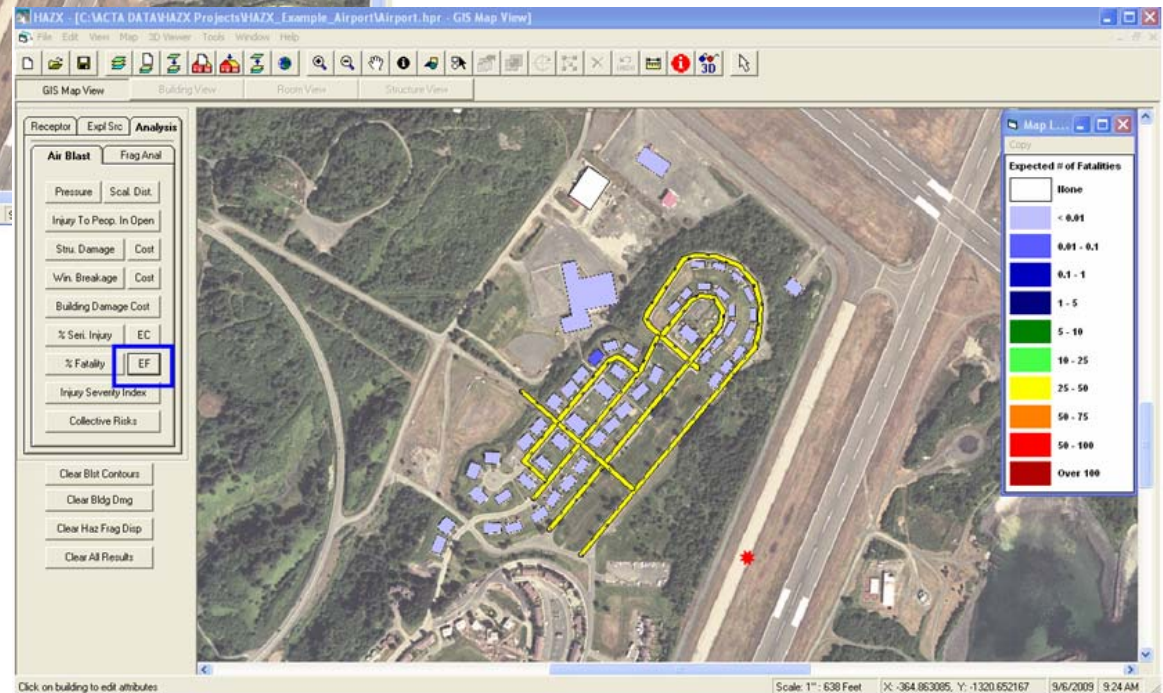 HAZX - [C:\ACTA DATA\HAZX Projects\HAZX_Example_Airport\Airport.hpr - GIS Map View]
File Edit View Map 3D Viewer Tools Window Help
UNDO
3D
GIS Map View Building View Room View Structure View
Receptor Expl Src Analysis
Air Blast Frag Anal
Pressure Scal. Dist.
Injury To Peop. In Open
Stru. Damage Cost
Win. Breakage Cost
Building Damage Cost
% Seri. Injury EC
% Fatality EF
Injury Severity Index
Collective Risks
Clear Blst Contours
Clear Bldg Dmg
Clear Haz Frag Disp
Clear All Results
Map L...
Copy
Expected # of Fatalities
None
< 0.01
0.01 - 0.1
0.1 - 1
1 - 5
5 - 10
10 - 25
25 - 50
50 - 75
50 - 100
Over 100
Click on building to edit attributes
Scale: 1" : 638 Feet
X: -364.863085, Y: -1320.652167
9/6/2009
9:24 AM